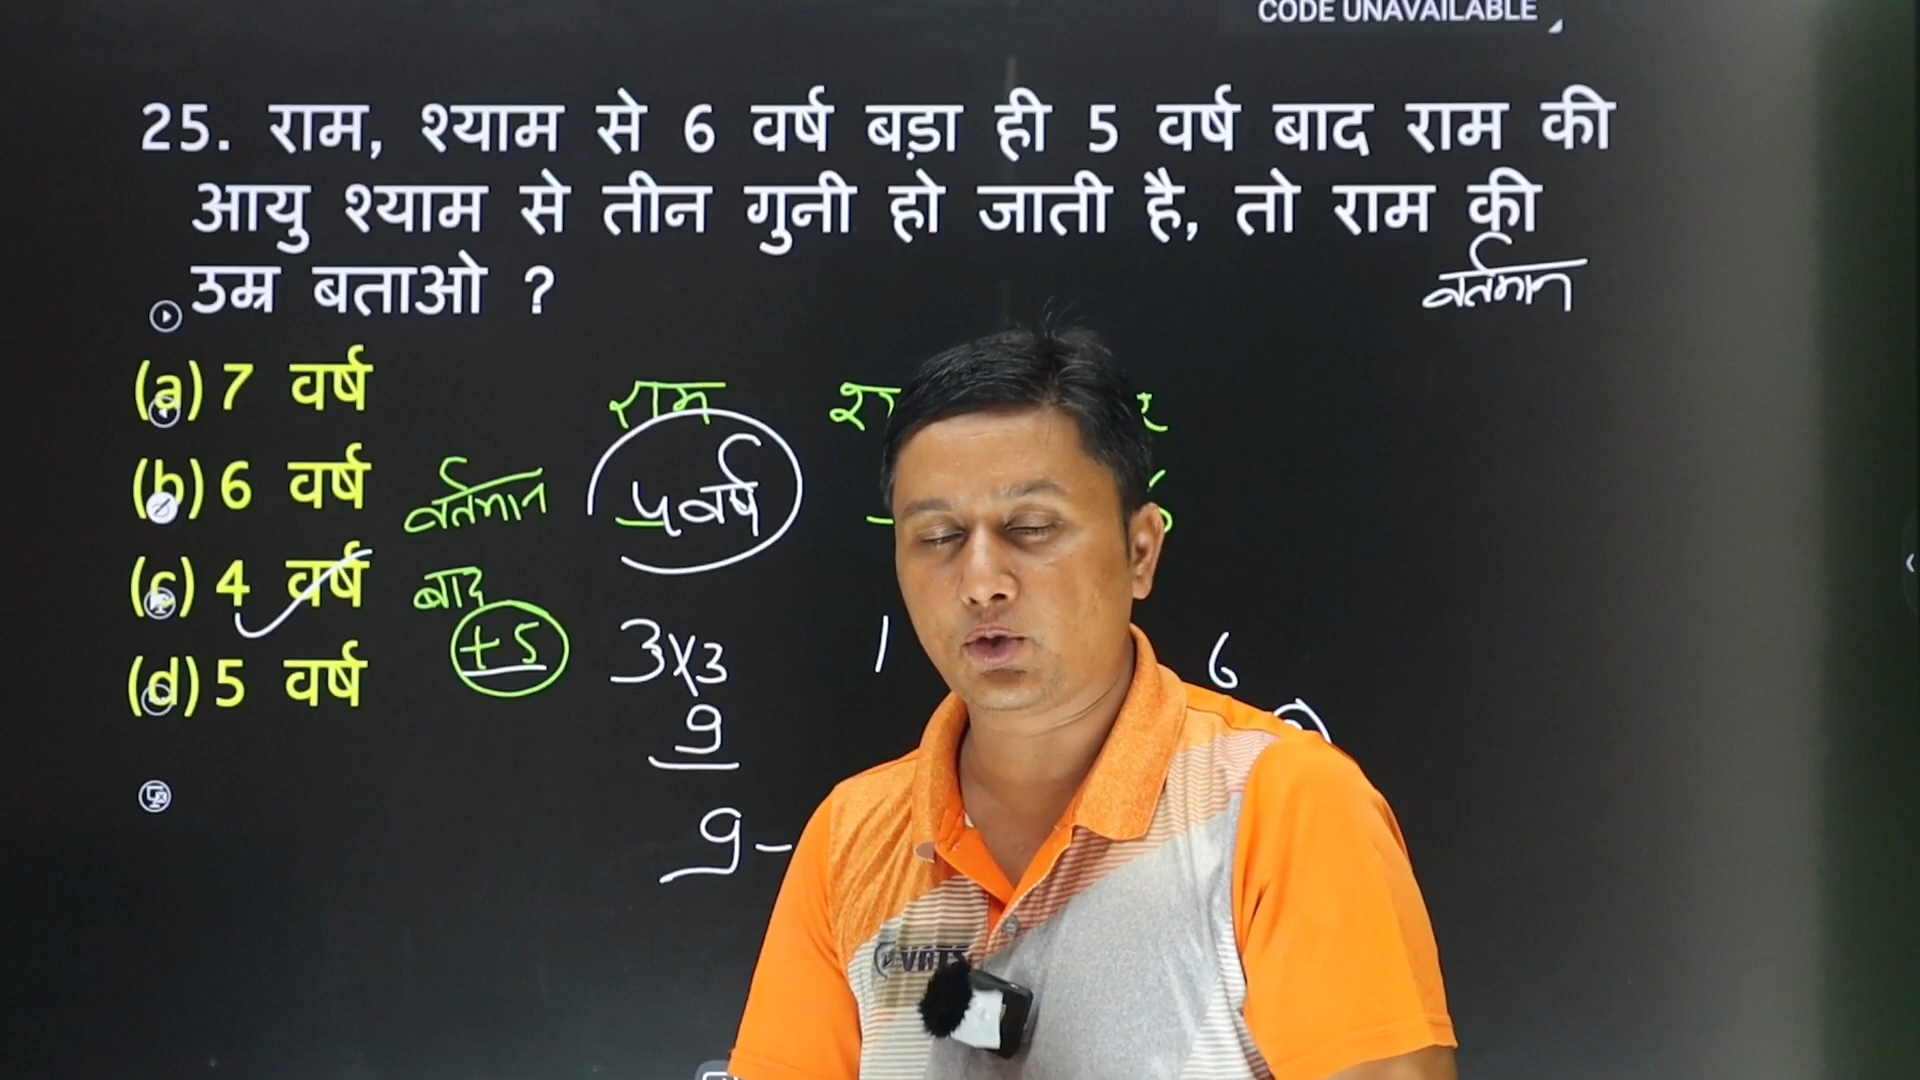 CODE UNAVAILABLE
25. राम, श्याम से 6 वर्ष बड़ा ही 5 वर्ष बाद राम की
आयु श्याम से तीन गुनी हो जाती है, तो राम की
वर्तमान
उम्र बताओ ?
(a) 7 वर्ष
(b) 6 वर्ष
(c) 4 वर्ष
(d) 5 वर्ष
राम
वर्तमान
वर्ष
बाद
+5
3x3
1
6
9
9-
VATS